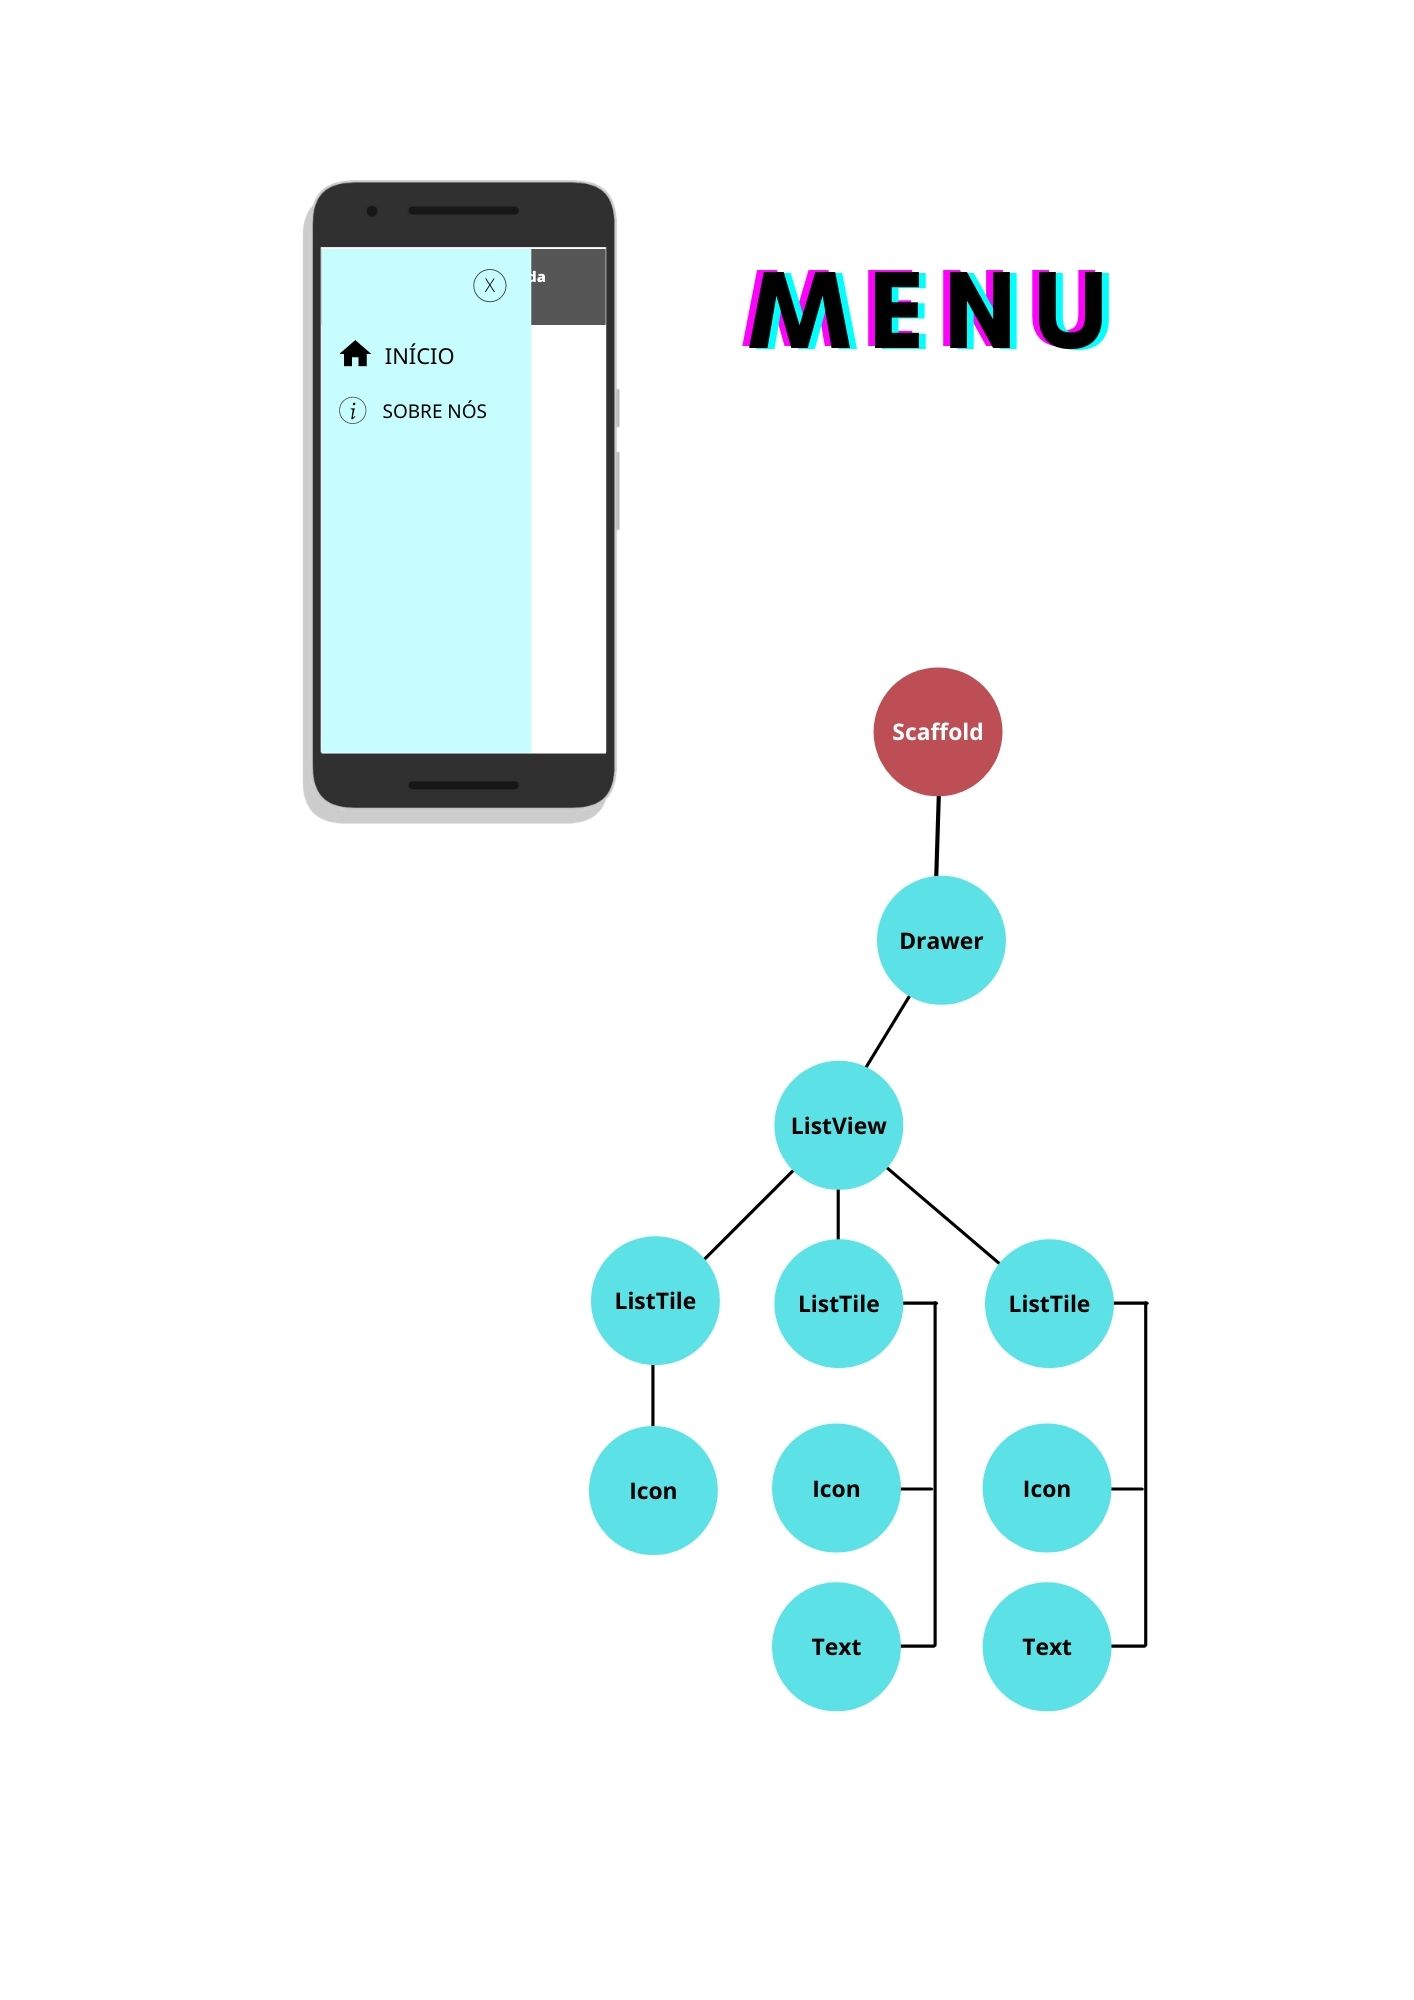 da
X
INÍCIO
i
SOBRE NÓS
MENU
Scaffold
Drawer
ListView
ListTile
ListTile
ListTile
Icon
Icon
Icon
Text
Text